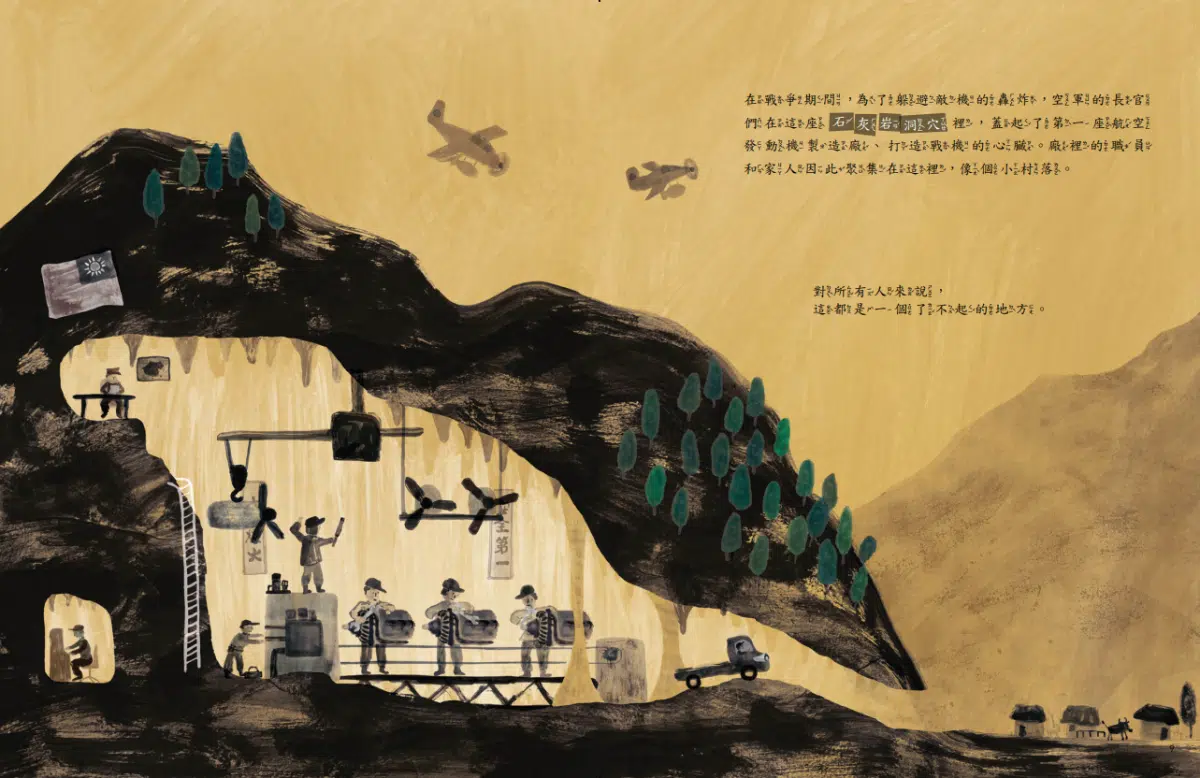 在戰爭期間，為了躲避敵機的轟炸，空軍的長官
們在這座石灰岩洞穴裡，蓋起了第一座航空
發動機製造廠、打造戰機的心臟。廠裡的職員
和家人因此聚集在這裡，像個小村落。
對所有人來說，
這都是一個了不起的地方。
火
全第一